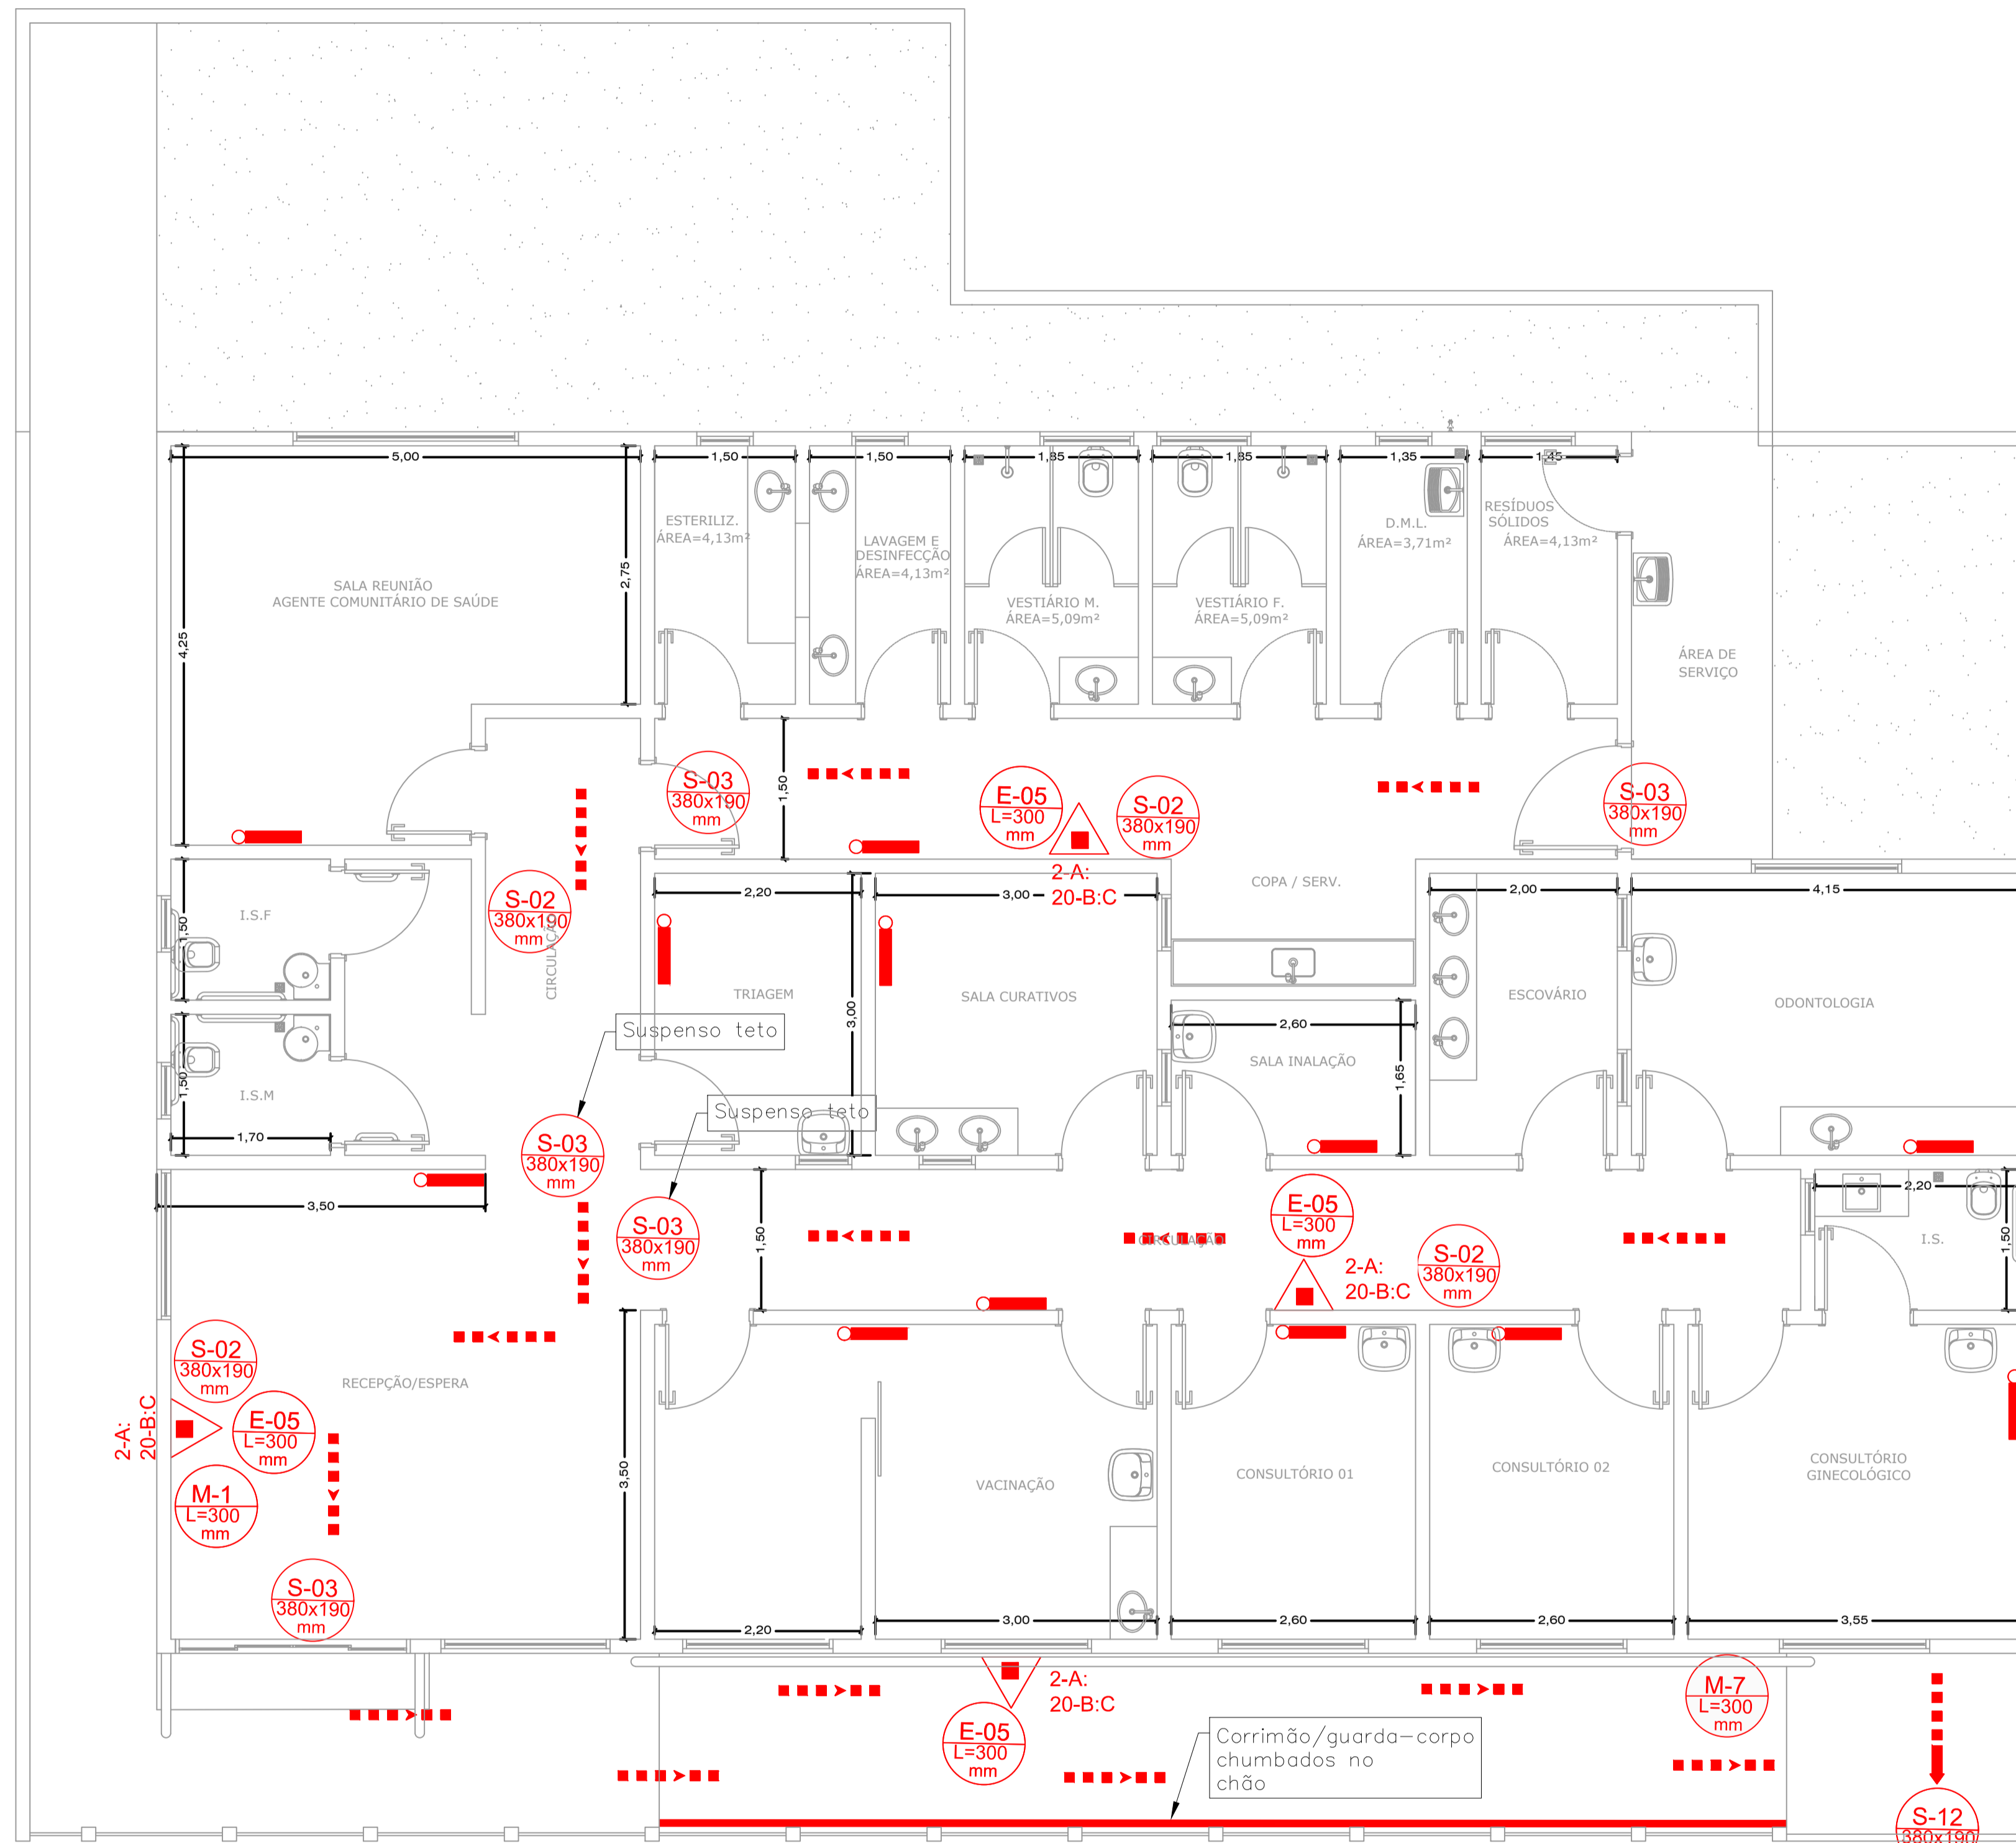 5,00
1,50
1,50
1,85
1,85
1,35
1,45
ESTERILIZ.
ÁREA=4,13m²
LAVAGEM E
DESINFECÇÃO
ÁREA=4,13m²
D.M.L.
ÁREA=3,71m²
RESÍDUOS
SÓLIDOS
ÁREA=4,13m²
2,75
4,25
SALA REUNIÃO
AGENTE COMUNITÁRIO DE SAÚDE
VESTIÁRIO M.
ÁREA=5,09m²
VESTIÁRIO F.
ÁREA=5,09m²
ÁREA DE
SERVIÇO
S-03
380x190
mm
1,50
E-05
L=300
mm
S-02
380x190
mm
S-03
380x190
mm
2-A:
20-B:C
COPA / SERV.
S-02
380x190
mm
CIRCULAÇÃO
I.S.F
1,50
2,20
3,00
2,00
4,15
TRIAGEM
3,00
SALA CURATIVOS
ESCOVÁRIO
ODONTOLOGIA
Suspenso teto
2,60
SALA INALAÇÃO
1,65
I.S.M
1,50
1,70
Suspenso teto
S-03
380x190
mm
3,50
S-03
380x190
mm
1,50
CIRCULAÇÃO
E-05
L=300
mm
2-A:
20-B:C
S-02
380x190
mm
2,20
I.S.
1,50
S-02
380x190
mm
RECEPÇÃO/ESPERA
2-A:
20-B:C
E-05
L=300
mm
M-1
L=300
mm
3,50
VACINAÇÃO
CONSULTÓRIO 01
CONSULTÓRIO 02
CONSULTÓRIO
GINECOLÓGICO
S-03
380x190
mm
2,20
3,00
2,60
2,60
3,55
2-A:
20-B:C
E-05
L=300
mm
M-7
L=300
mm
Corrimão/guarda-corpo
chumbados no
chão
S-12
380x190